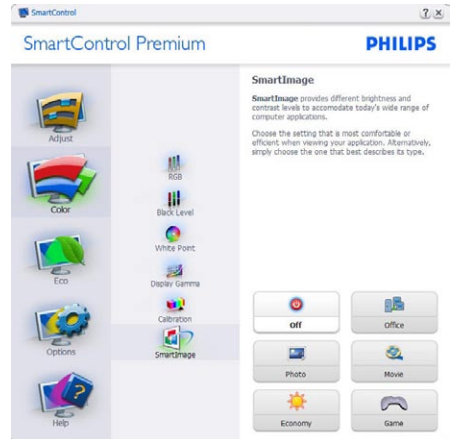 SmartControl
SmartControl Premium
PHILIPS
Adjust
Color
Eco
Options
Help
RGB
Black Level
White Point
Display Gamma
Calibration
SmartImage
SmartImage
SmartImage provides different brightness and
contrast levels to accomodate today's wide range of
computer applications.
Choose the setting that is most comfortable or
efficient when viewing your application. Alternatively,
simply choose the one that best describes its type.
Off
Office
Photo
Movie
Economy
Game